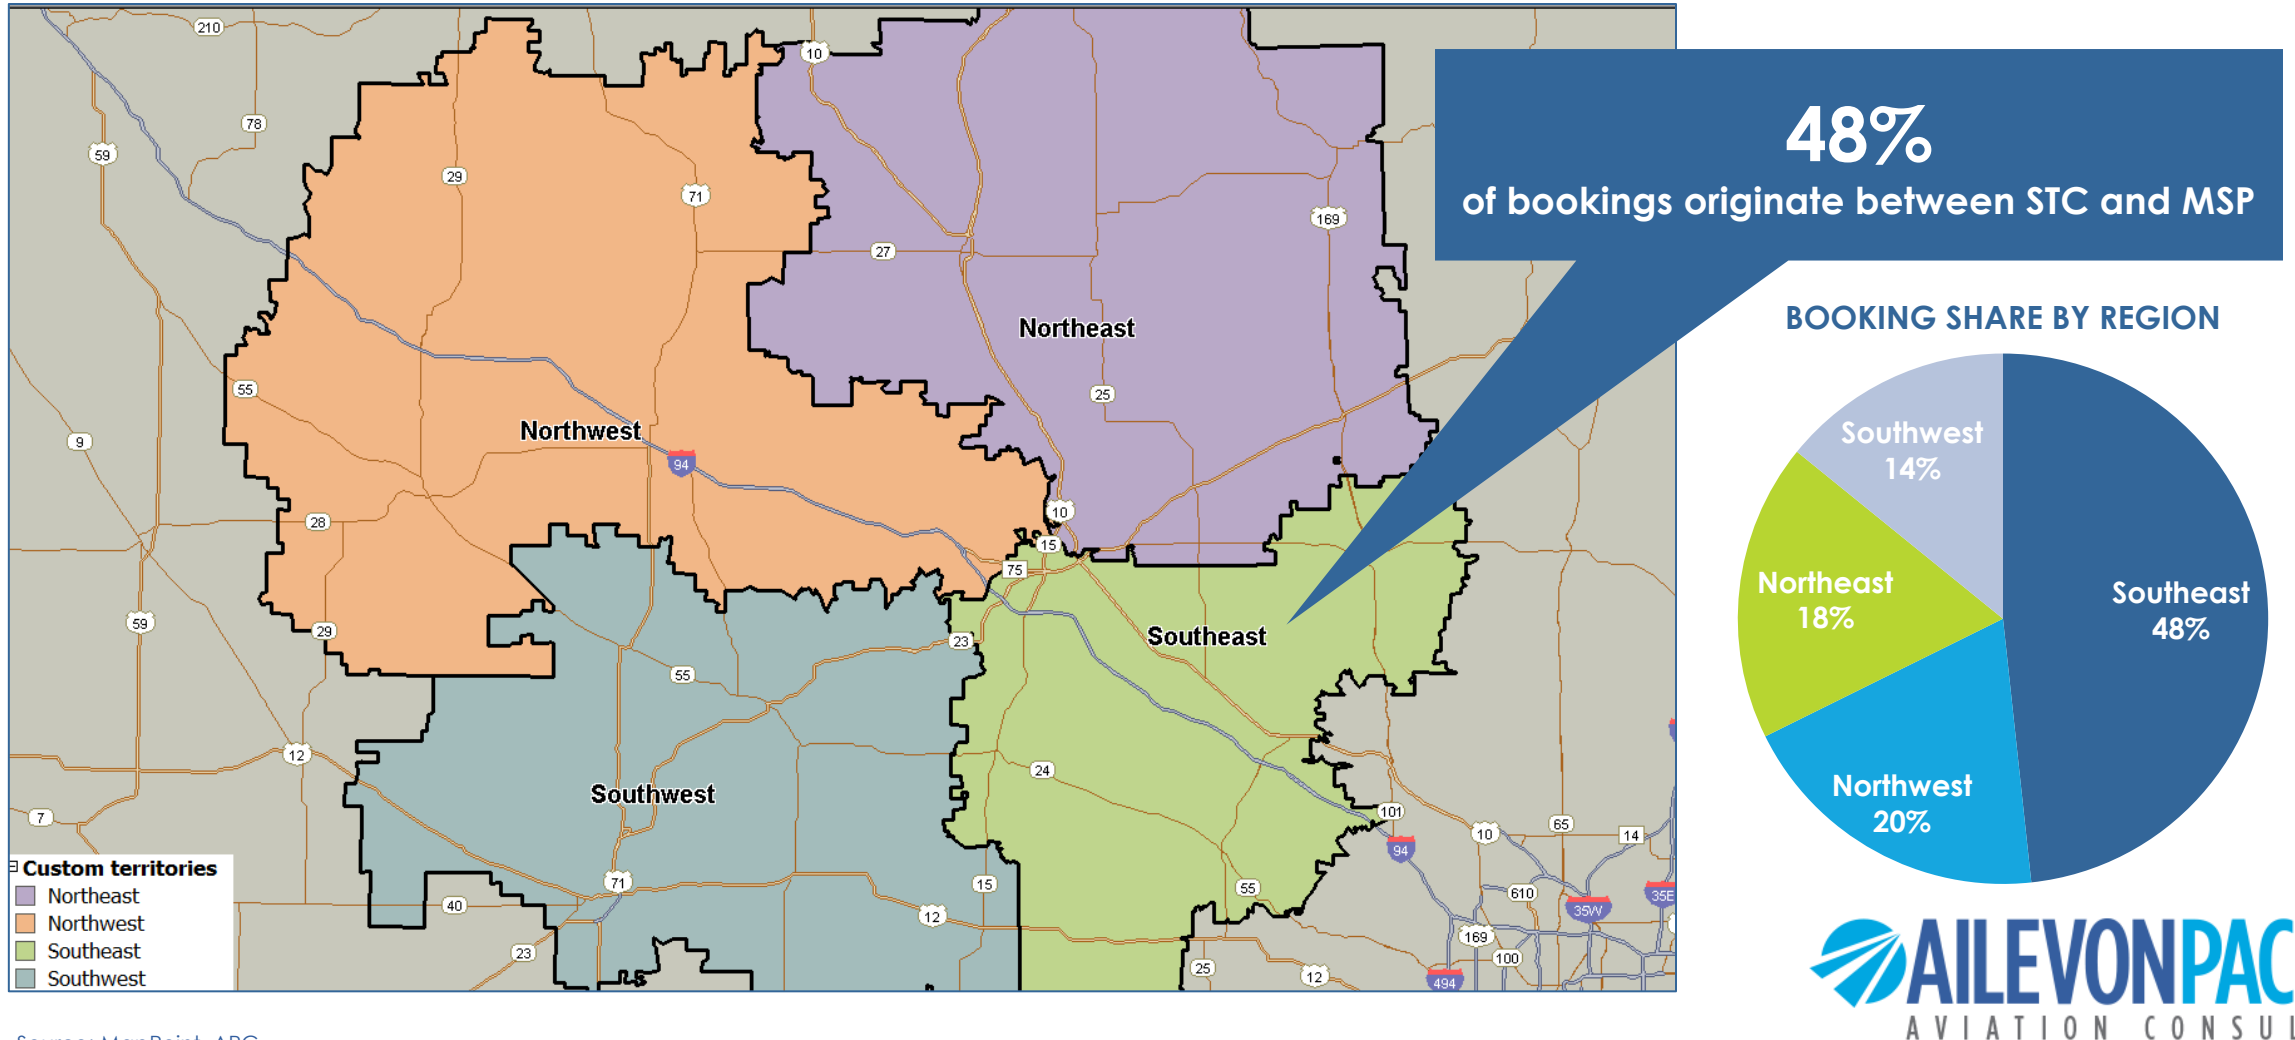 210
10
78
59
29
71
169
27
Northeast
55
25
9
Northwest
94
28
10
15
75
59
29
23
Southeast
55
12
24
Southwest
7
101
10
65
14
94
71
15
55
610
35W
35E
40
12
169
23
100
25
12
494
Custom territories
Northeast
Northwest
Southeast
Southwest
48%
of bookings originate between STC and MSP
BOOKING SHARE BY REGION
Southwest
14%
Northeast
18%
Southeast
48%
Northwest
20%
AILEVONPAC
AVIATION CONSUL